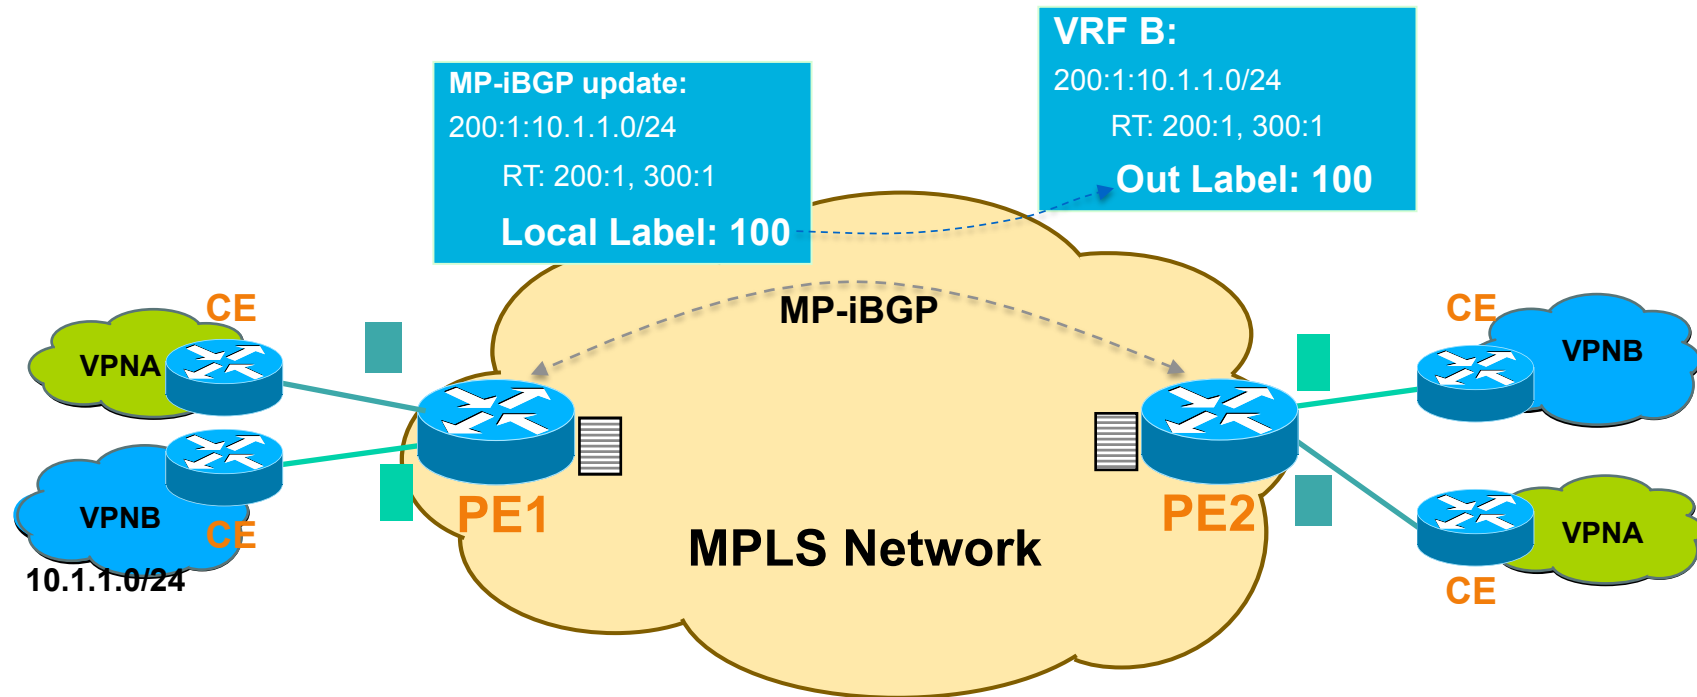 VRF B:
200:1:10.1.1.0/24
RT: 200:1, 300:1
Out Label: 100
MP-iBGP update:
200:1:10.1.1.0/24
RT: 200:1, 300:1
Local Label: 100
MP-iBGP
CE
VPNA
VPNB
CE
10.1.1.0/24
PE1
MPLS Network
PE2
CE
VPNB
VPNA
CE